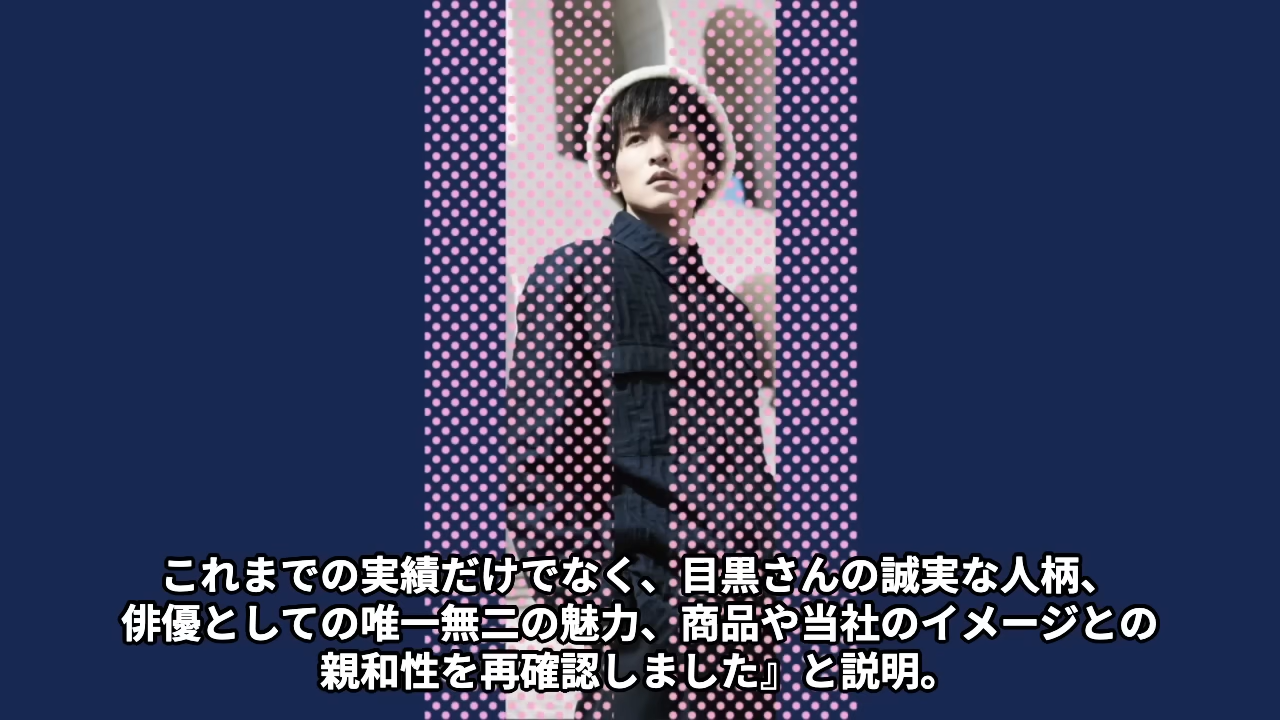 これまでの実績だけでなく、目黒さんの誠実な人柄、
俳優としての唯一無二の魅力、商品や当社のイメージとの
親和性を再確認しました』と説明。